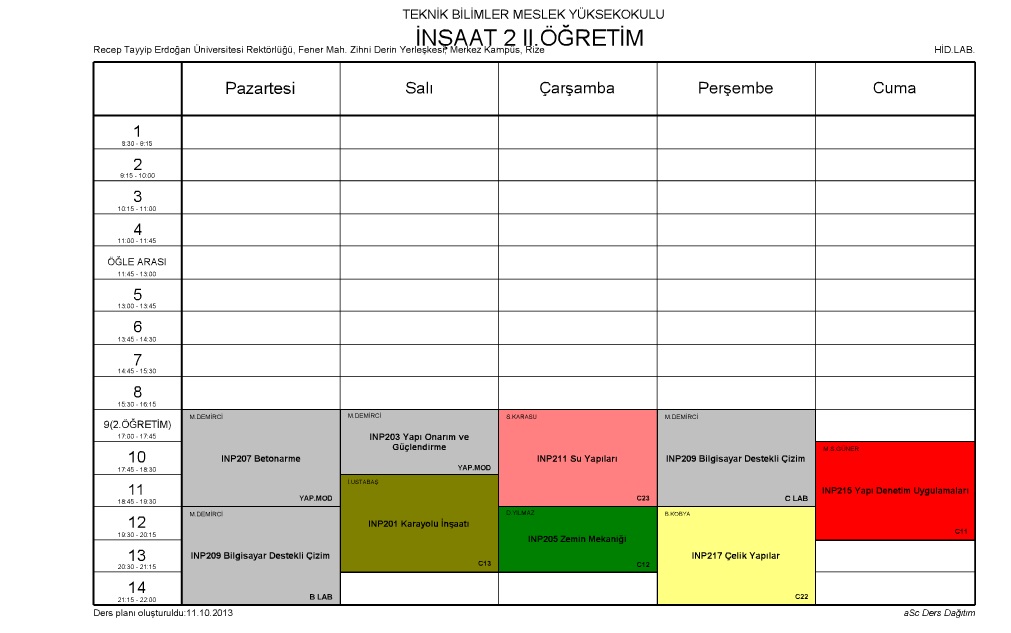 TEKNİK BİLİMLER MESLEK YÜKSEKOKULU
İNŞAAT 2 II.ÖĞRETİM
Recep Tayyip Erdoğan Üniversitesi Rektörlüğü, Fener Mah. Zihni Derin Yerleşkesi, Merkez Kampüs, Rize
HİD.LAB.
Pazartesi Salı Çarşamba Perşembe Cuma
1
8:30 - 9:15
2
9:15 - 10:00
3
10:15 - 11:00
4
11:00 - 11:45
ÖĞLE ARASI
11:45 - 13:00
5
13:00 - 13:45
6
13:45 - 14:30
7
14:45 - 15:30
8
15:30 - 16:15
9(2.ÖĞRETİM)
17:00 - 17:45
10
17:45 - 18:30
11
18:45 - 19:30
12
19:30 - 20:15
13
20:30 - 21:15
14
21:15 - 22:00
M.DEMİRCİ
INP207 Betonarme
YAP.MOD
M.DEMİRCİ
INP209 Bilgisayar Destekli Çizim
B LAB
M.DEMİRCİ
INP203 Yapı Onarım ve
Güçlendirme
YAP.MOD
İ.USTABAŞ
INP201 Karayolu İnşaatı
C13
S.KARASU
INP211 Su Yapıları
C23
D.YILMAZ
INP205 Zemin Mekaniği
C12
M.DEMİRCİ
INP209 Bilgisayar Destekli Çizim
C LAB
B.KOBYA
INP217 Çelik Yapılar
C22
INP215 Yapı Denetim Uygulamaları
C11
Ders planı oluşturuldu:11.10.2013
aSc Ders Dağıtım